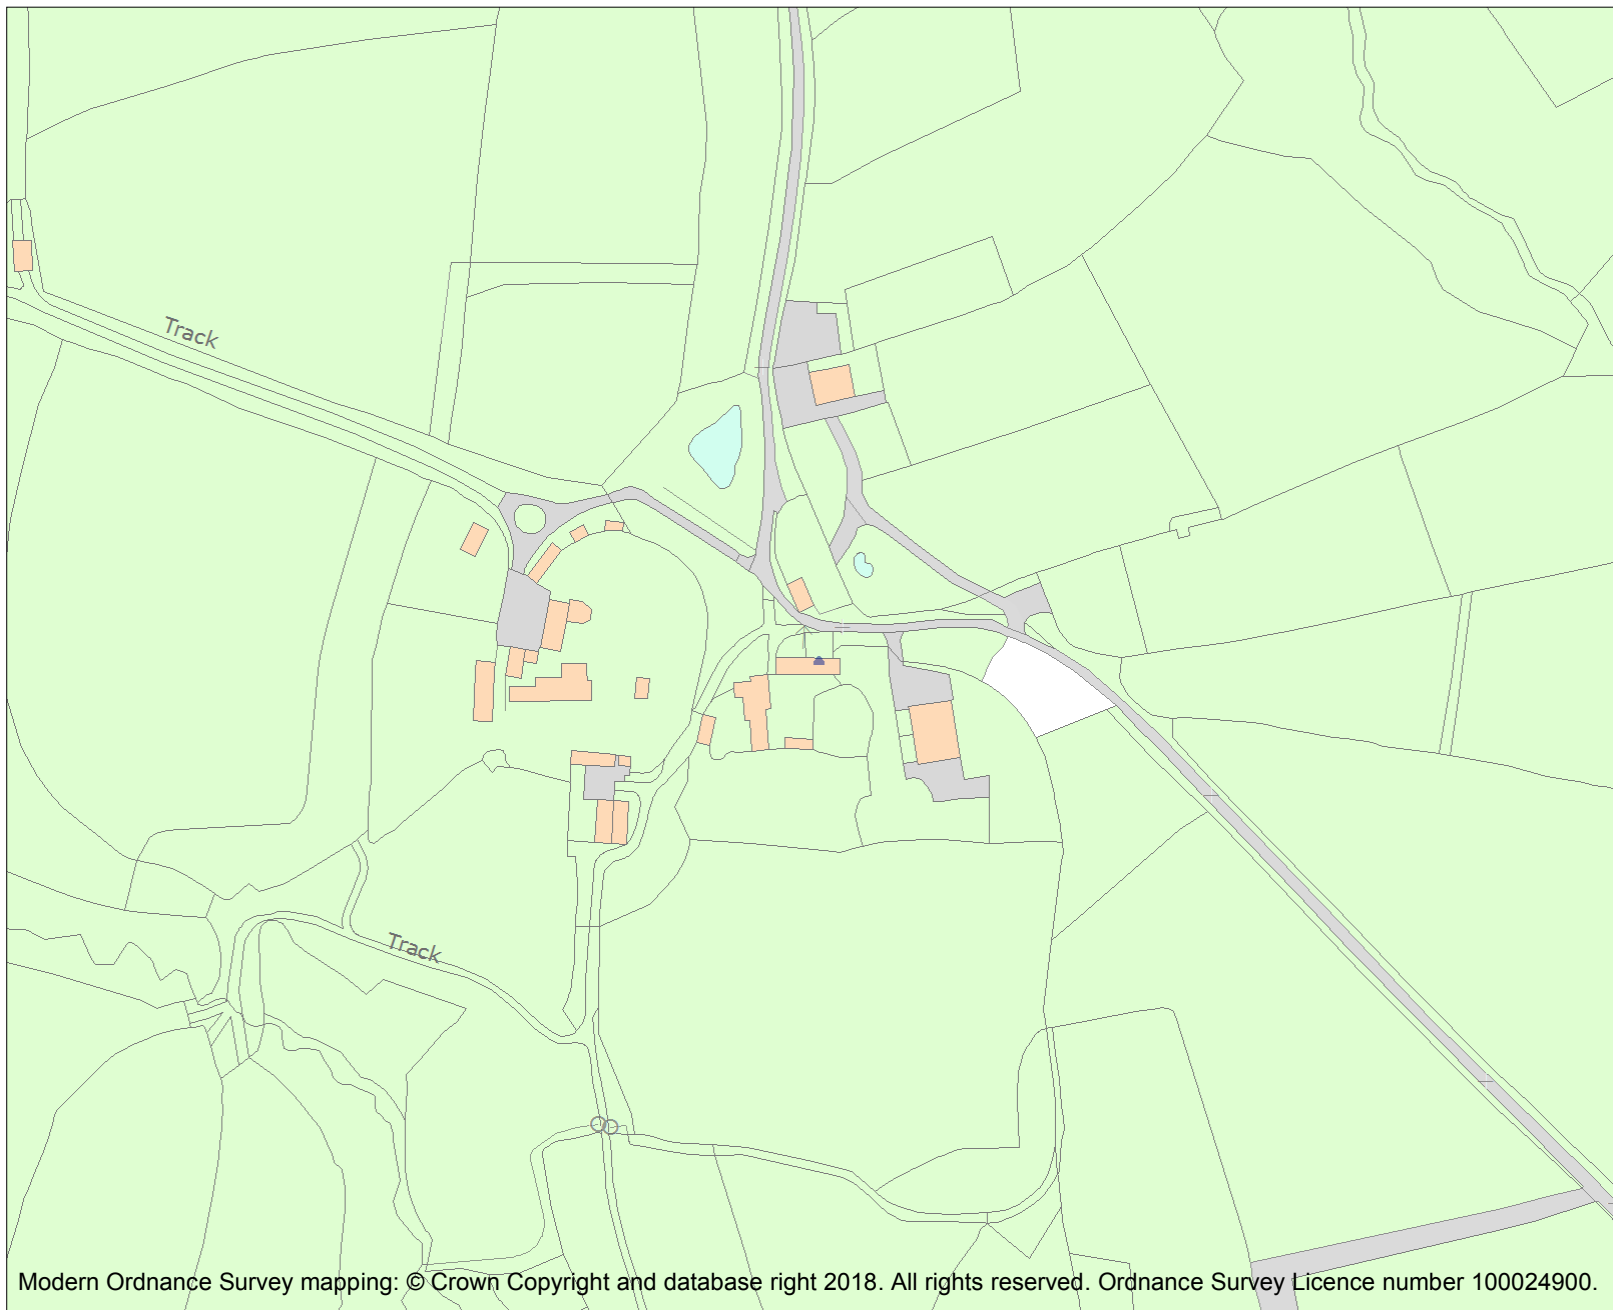 Track
Track
Modern Ordnance Survey mapping: © Crown Copyright and database right 2018. All rights reserved. Ordnance Survey Licence number 100024900.